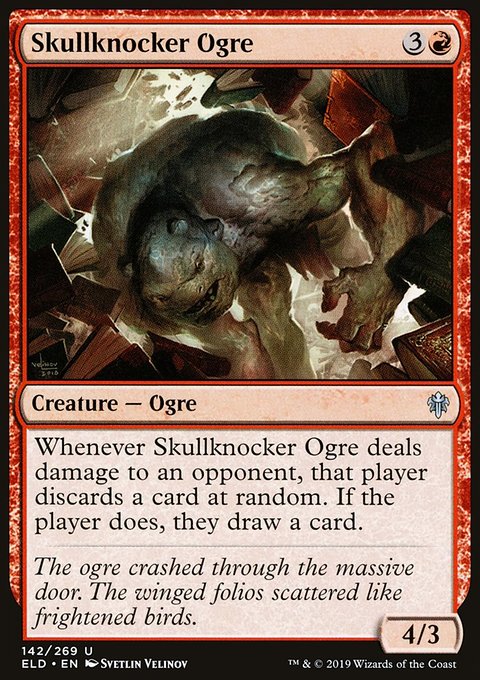 Skullknocker Ogre 3
VELINOV
2018
Creature — Ogre
Whenever Skullknocker Ogre deals
damage to an opponent, that player
discards a card at random. If the
player does, they draw a card.
The ogre crashed through the massive
door. The winged folios scattered like
frightened birds.
4/3
142/269 U
ELD • EN Svetlin Velinov
™ & © 2019 Wizards of the Coast